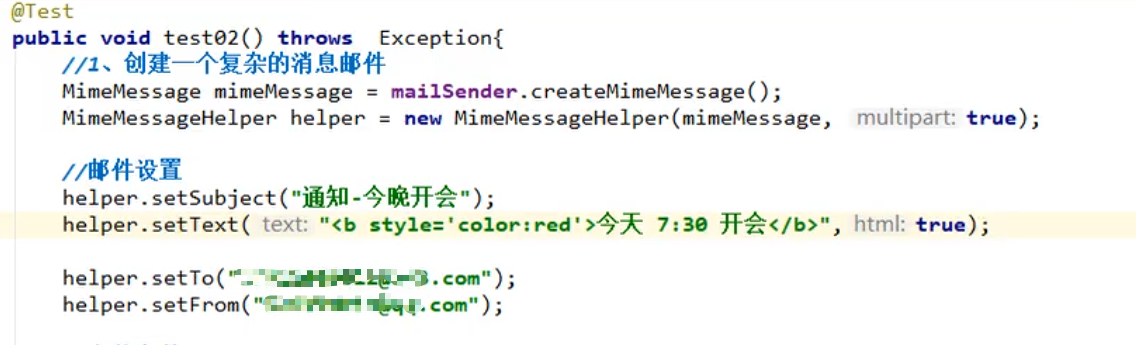 @Test
public void test02() throws  Exception{
//1、创建一个复杂的消息邮件
MimeMessage mimeMessage = mailSender.createMimeMessage();
MimeMessageHelper helper = new MimeMessageHelper(mimeMessage, multipart: true);
//邮件设置
helper.setSubject("通知-今晚开会");
helper.setText( text: "<b style='color:red'>今天 7:30 开会</b>", html: true);
helper.setTo(" .com");
helper.setFrom(" .com");